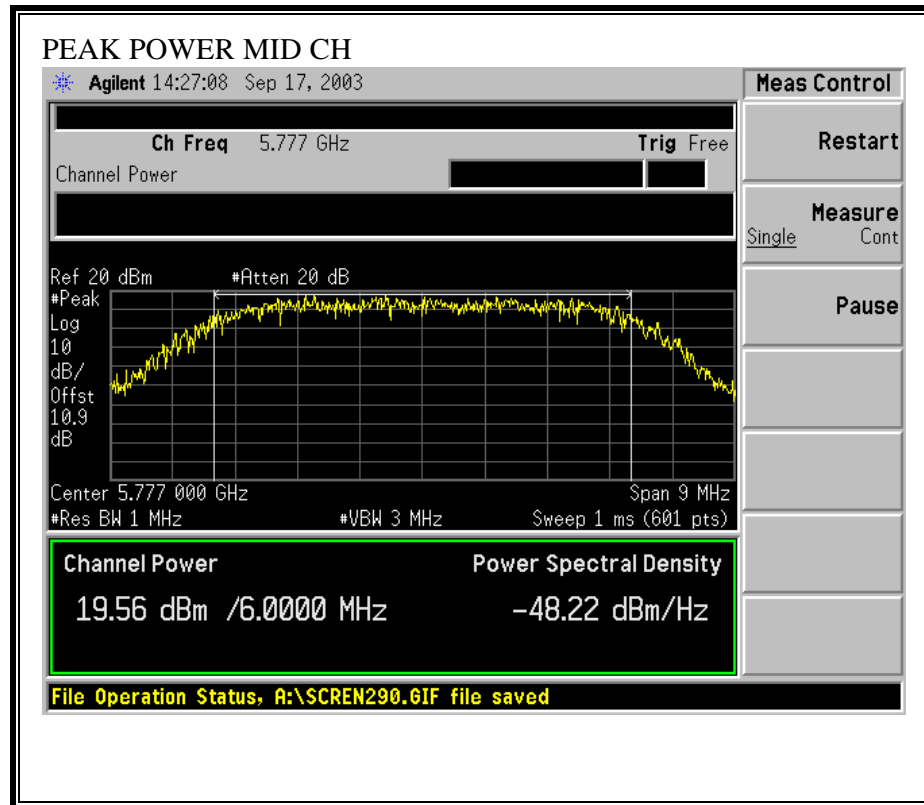 PEAK POWER MID CH
Agilent 14:27:08 Sep 17, 2003
Meas Control
Ch Freq 5.777 GHz
Trig Free
Restart
Channel Power
Measure
Single Cont
Ref 20 dBm #Atten 20 dB
#Peak
Log
10
dB/
Offst
10.9
dB
Pause
Center 5.777 000 GHz Span 9 MHz
#Res BW 1 MHz #VBW 3 MHz Sweep 1 ms (601 pts)
Channel Power Power Spectral Density
19.56 dBm /6.0000 MHz -48.22 dBm/Hz
File Operation Status, A:\SCREN290.GIF file saved